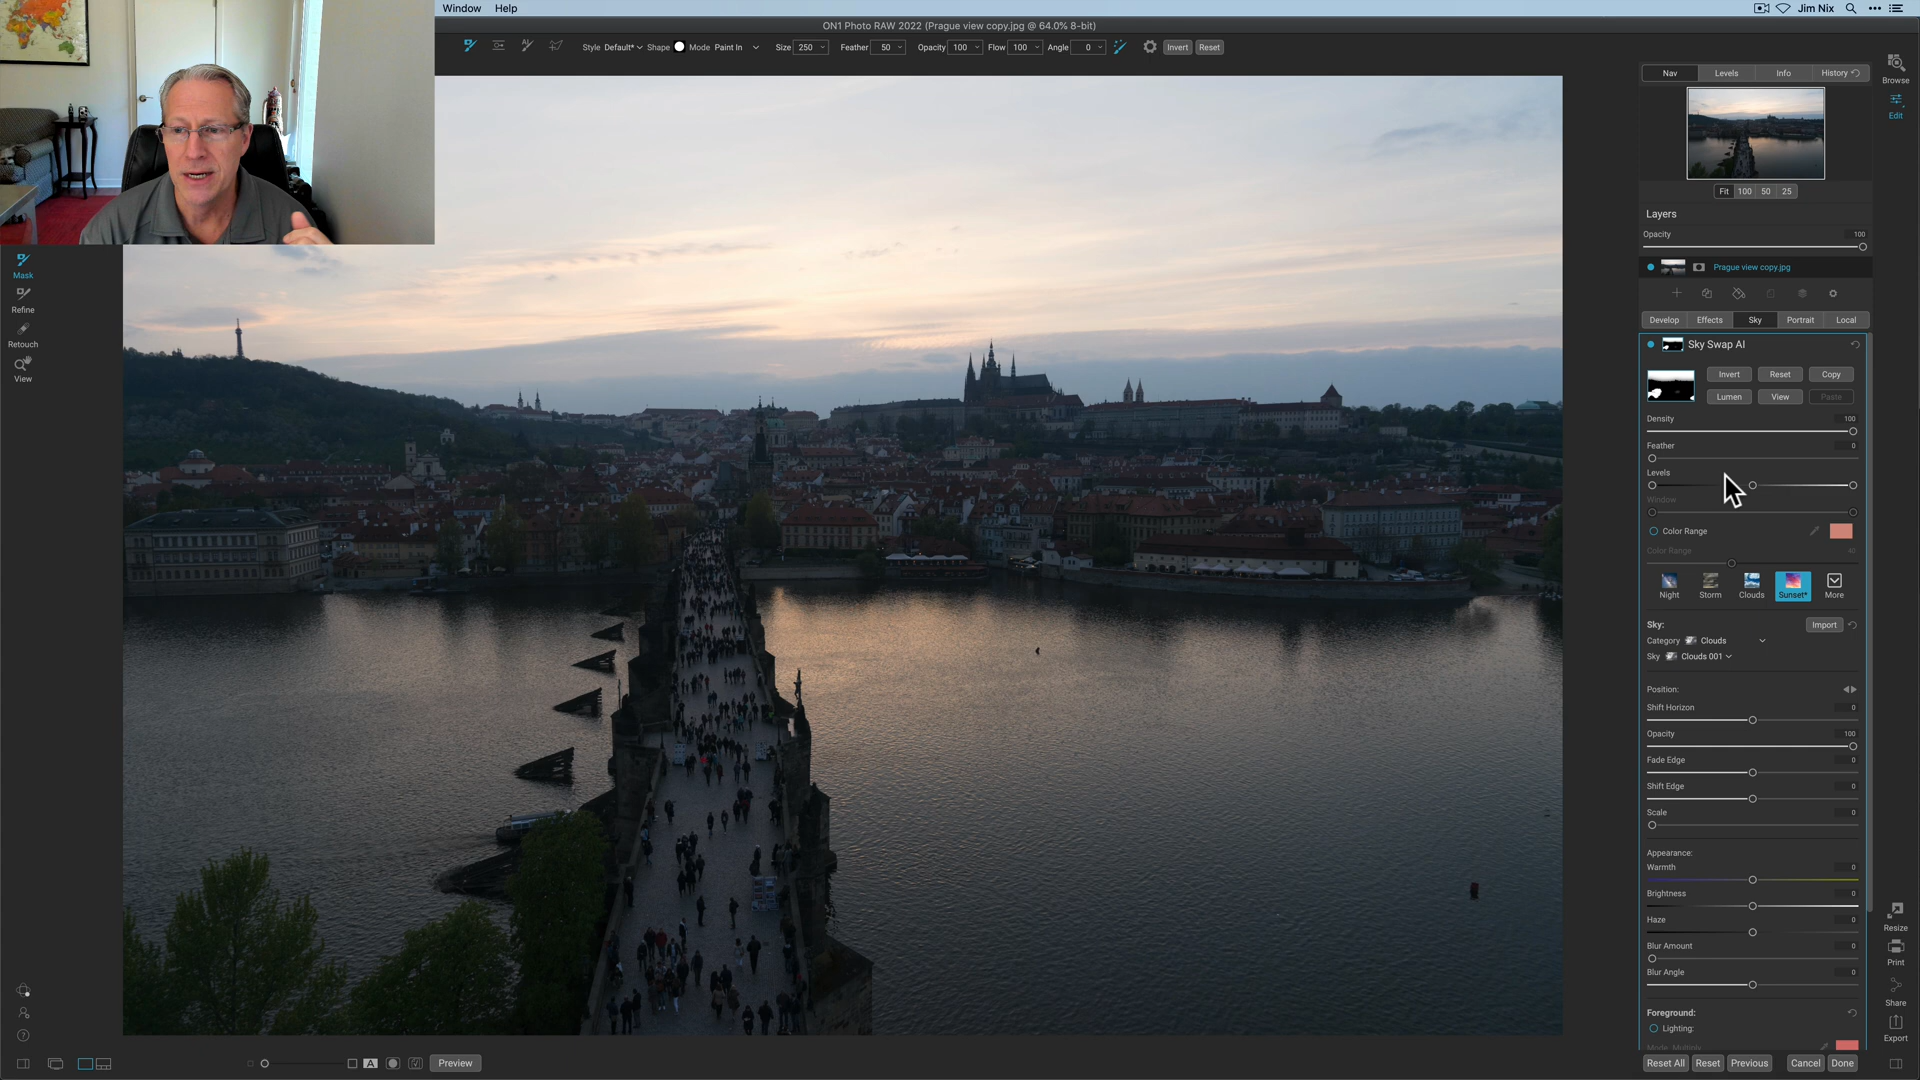 Window Help
Jim Nix
ON1 Photo RAW 2022 (Prague view copy.jpg @ 64.0% 8-bit)
Style Default* Shape Mode Paint In Size 250 Feather 50 Opacity 100 Flow 100 Angle 0 Invert Reset
Nav Levels Info History
Browse
Edit
Fit 100 50 25
Layers
Opacity 100
Prague view copy.jpg
Develop Effects Sky Portrait Local
Sky Swap AI
Invert Reset Copy
Lumen View Paste
Density 100
Feather 0
Levels
Window
Color Range
Color Range 40
Night Storm Clouds Sunset* More
Sky: Import
Category Clouds
Sky Clouds 001
Position:
Shift Horizon 0
Opacity 100
Fade Edge 0
Shift Edge 0
Scale 0
Appearance:
Warmth 0
Brightness 0
Haze 0
Blur Amount 0
Blur Angle 0
Foreground:
Lighting:
Mode Multiply
Reset All Reset Previous Cancel Done
Mask
Refine
Retouch
View
A Preview
Resize
Print
Share
Export